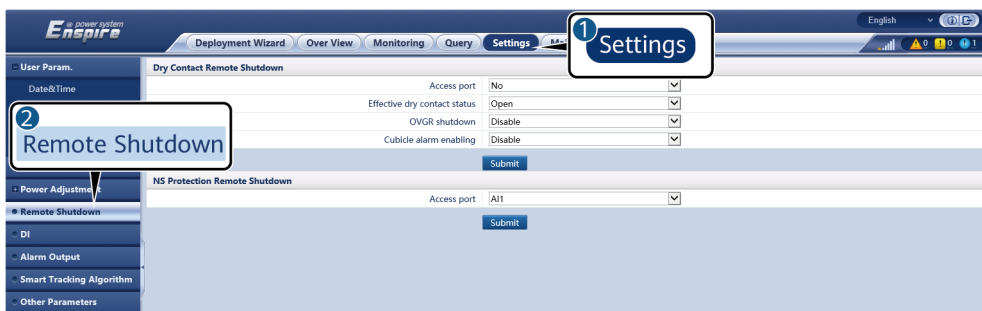 @ power system
Enspire
English
Deployment Wizard
Over View
Monitoring
Query
Settings
1
Settings
0
0
1
User Param.
Date&Time
2
Remote Shutdown
Power Adjustment
Remote Shutdown
DI
Alarm Output
Smart Tracking Algorithm
Other Parameters
Dry Contact Remote Shutdown
Access port No
Effective dry contact status Open
OVGR shutdown Disable
Cubicle alarm enabling Disable
Submit
NS Protection Remote Shutdown
Access port AI1
Submit